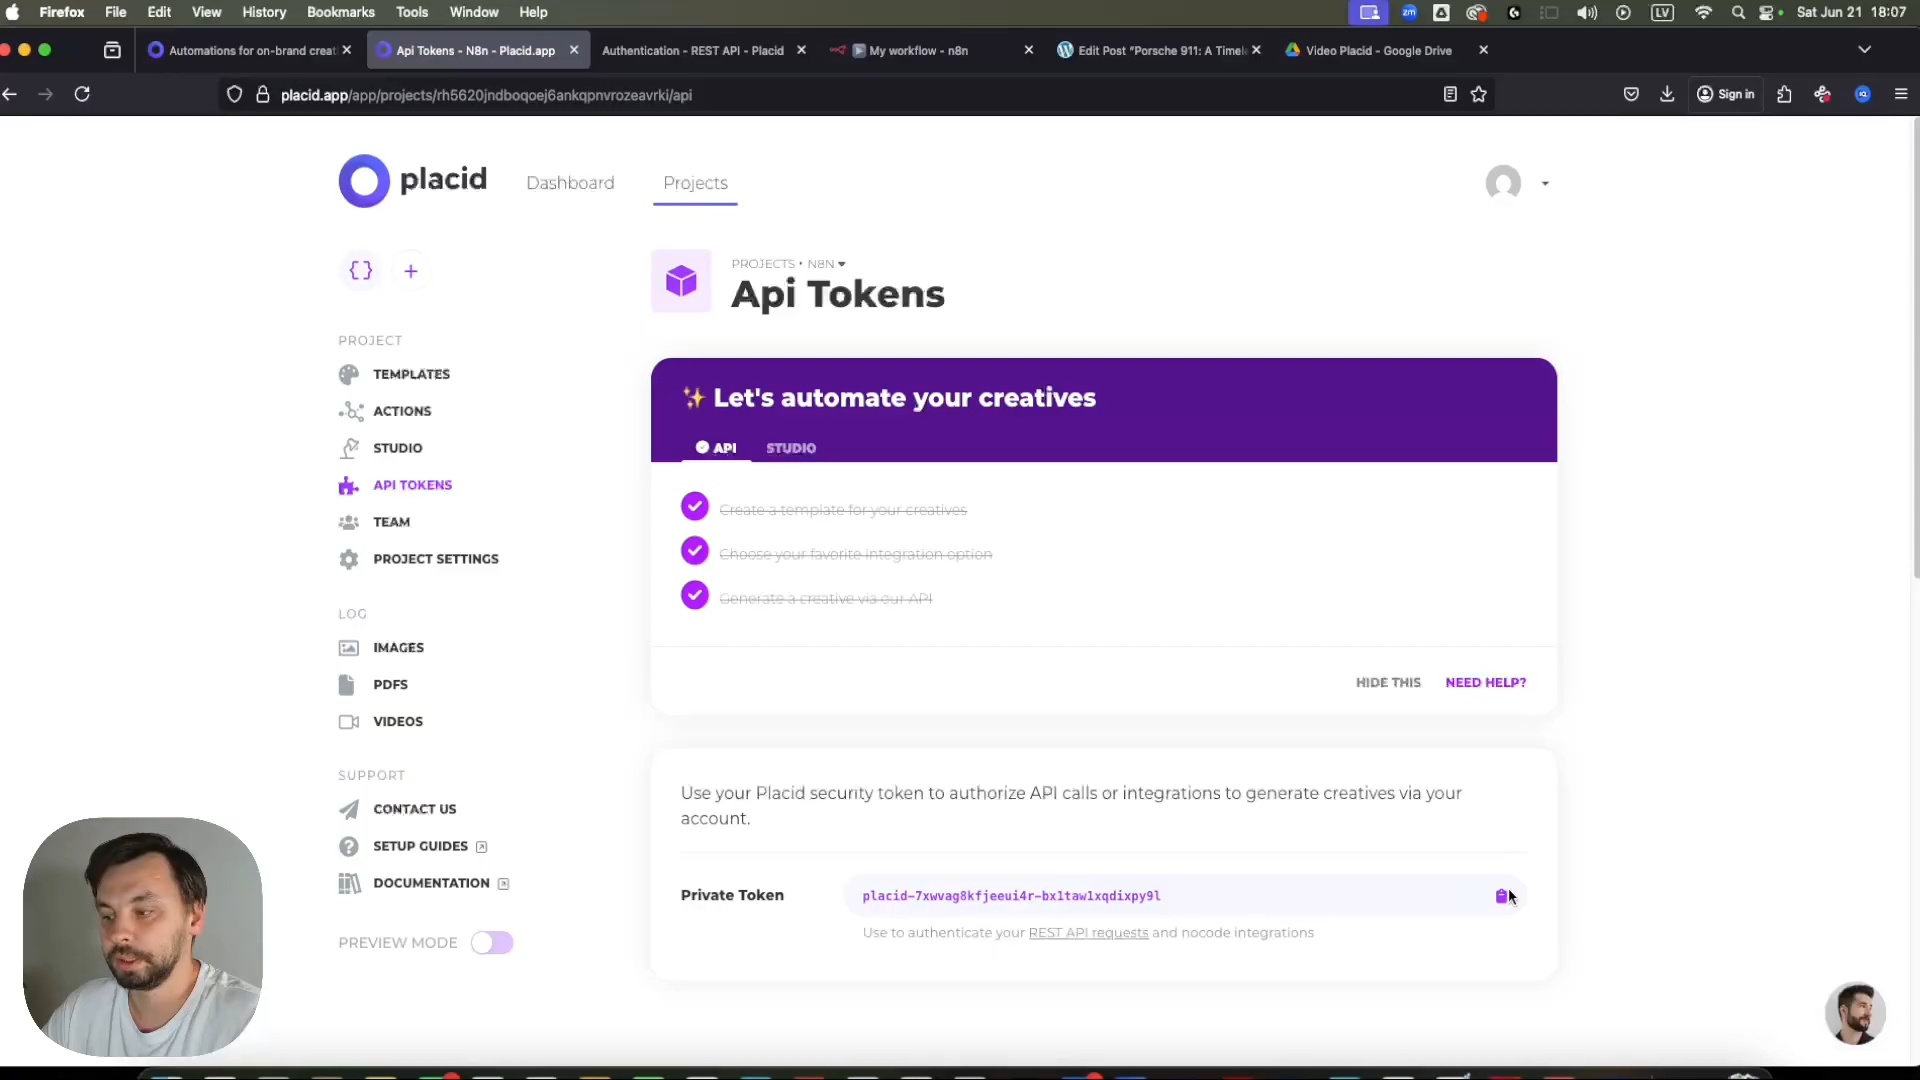 Firefox File Edit View History Bookmarks Tools Window Help
zm LV Sat Jun 21 18:07
Automations for on-brand creat
Api Tokens - N8n - Placid.app
Authentication - REST API - Placid
My workflow - n8n
Edit Post "Porsche 911: A Timel
Video Placid - Google Drive
placid.app/app/projects/rh5620jndboqoej6ankqpnvrozeavrki/api
Sign in
placid
Dashboard
Projects
PROJECTS • N8N
Api Tokens
PROJECT
TEMPLATES
ACTIONS
STUDIO
API TOKENS
TEAM
PROJECT SETTINGS
LOG
IMAGES
PDFS
VIDEOS
SUPPORT
CONTACT US
SETUP GUIDES
DOCUMENTATION
PREVIEW MODE
✨ Let's automate your creatives
API
STUDIO
Create a template for your creatives
Choose your favorite integration option
Generate a creative via our API
HIDE THIS
NEED HELP?
Use your Placid security token to authorize API calls or integrations to generate creatives via your
account.
Private Token
placid-7xwvag8kfjeeui4r-bx1taw1xqdixpy9l
Use to authenticate your REST API requests and nocode integrations